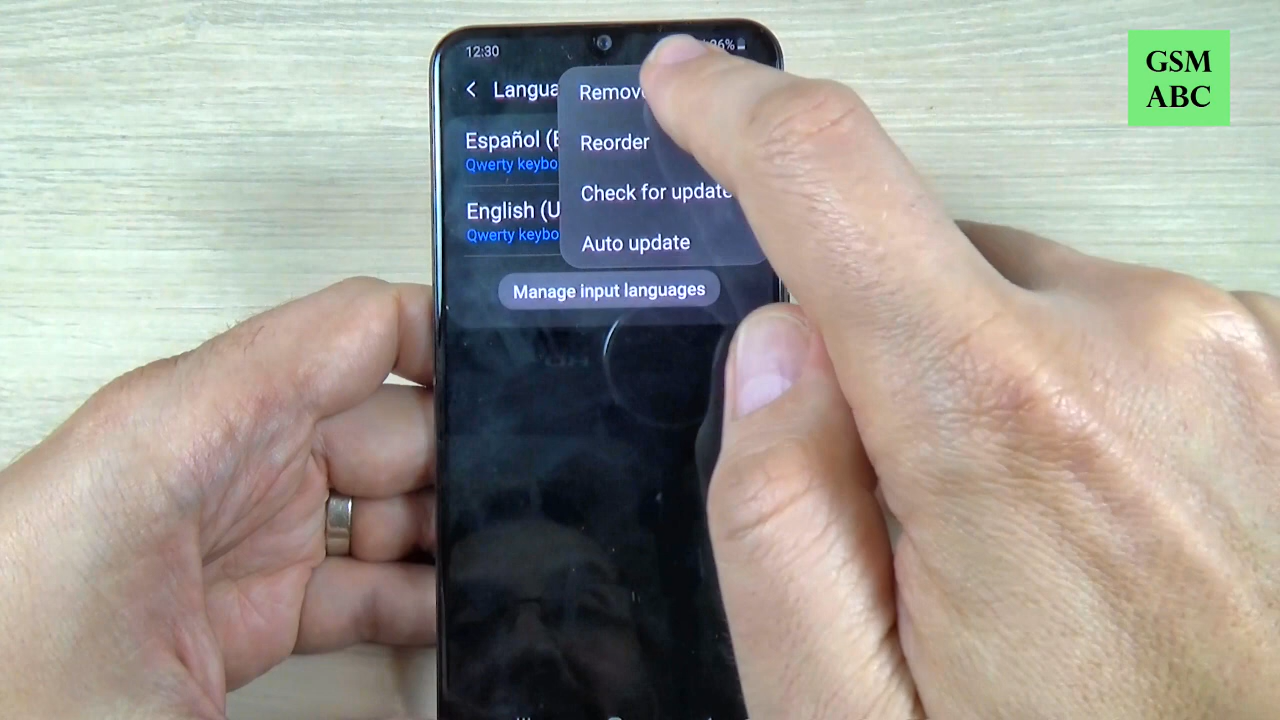 GSM
ABC
12:30
Langua
Remov
Español (E
Reorder
Qwerty keybo
Check for update
English (U
Qwerty keybo
Auto update
Manage input languages